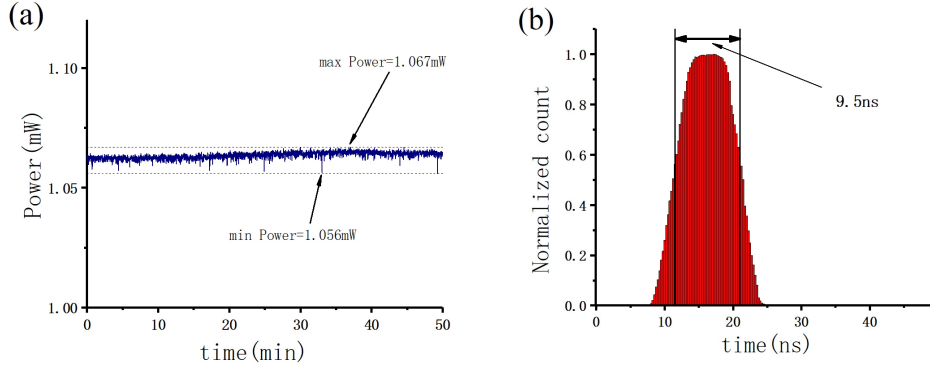 (a)
1.10
1.05
1.00
Power(mW)
max Power=1.067mW
min Power=1.056mW
0 10 20 30 40 50
time(min)
(b)
1.0
0.8
0.6
0.4
0.2
0.0
Normalized count
9.5ns
0 10 20 30 40
time(ns)